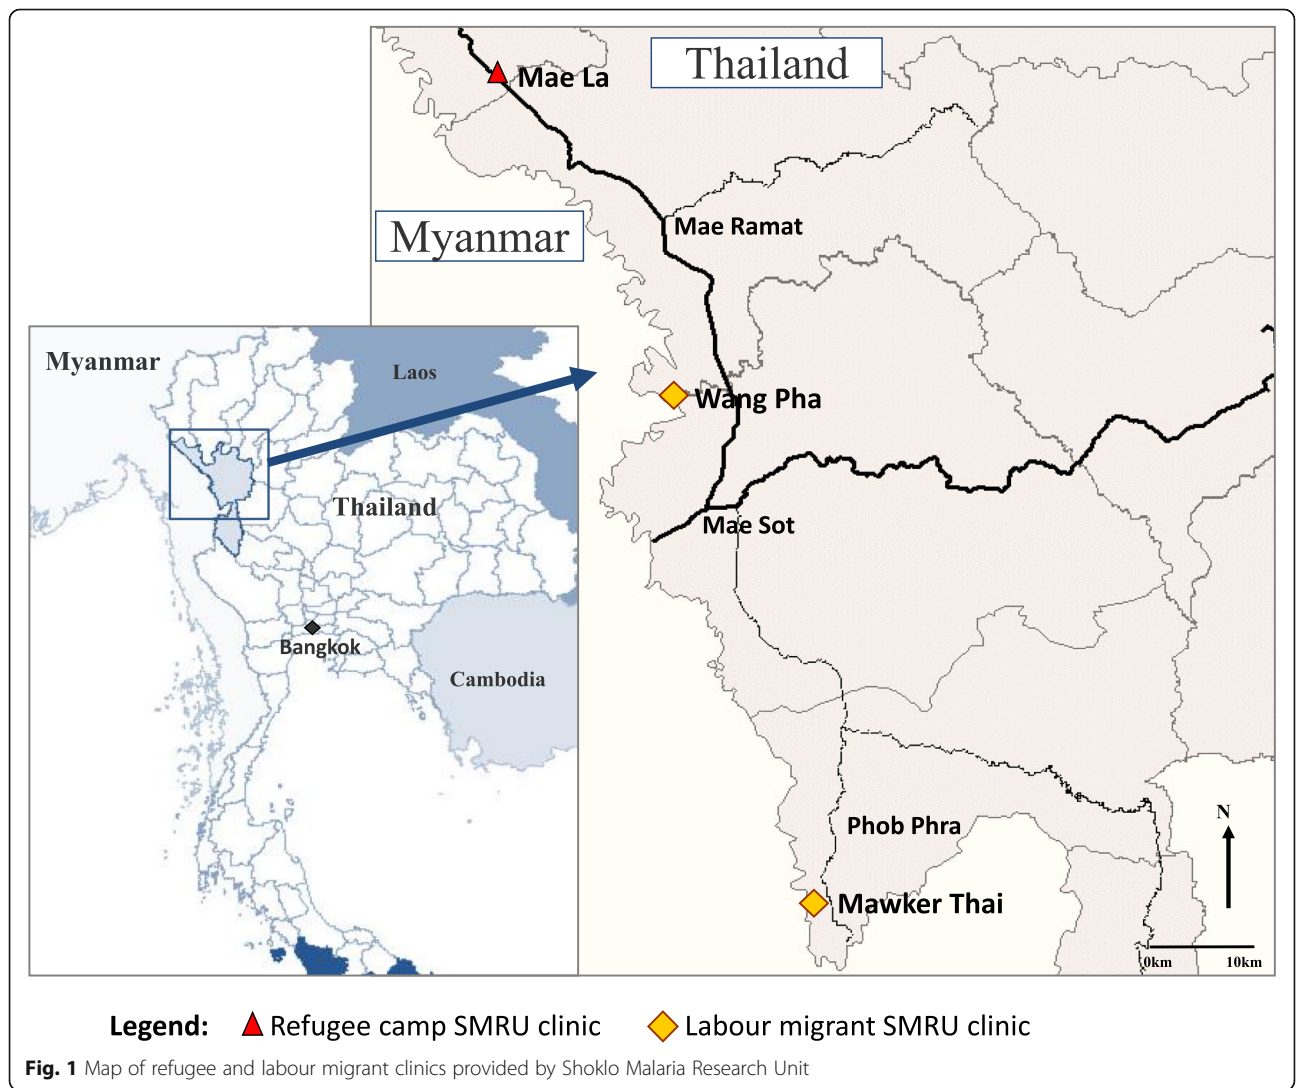 Thailand
Mae La
Mae Ramat
Myanmar
Myanmar
Laos
Wang Pha
Thailand
Mae Sot
Bangkok
Cambodia
Phob Phra
N
Mawker Thai
0km 10km
Legend: Refugee camp SMRU clinic Labour migrant SMRU clinic
Fig. 1 Map of refugee and labour migrant clinics provided by Shoklo Malaria Research Unit